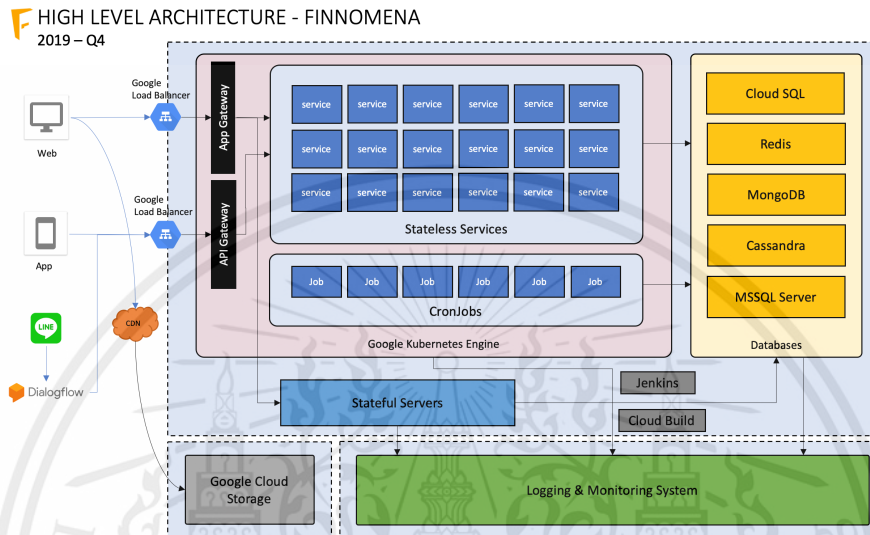 HIGH LEVEL ARCHITECTURE - FINNOMENA
2019 – Q4
Google
Load Balancer
Web
Google
Load Balancer
App
LINE
Dialogflow
CDN
App Gateway
API Gateway
service service service service service service
service service service service service service
service service service service service service
Stateless Services
Job Job Job Job Job Job
CronJobs
Google Kubernetes Engine
Cloud SQL
Redis
MongoDB
Cassandra
MSSQL Server
Databases
Stateful Servers
Jenkins
Cloud Build
Google Cloud
Storage
Logging & Monitoring System